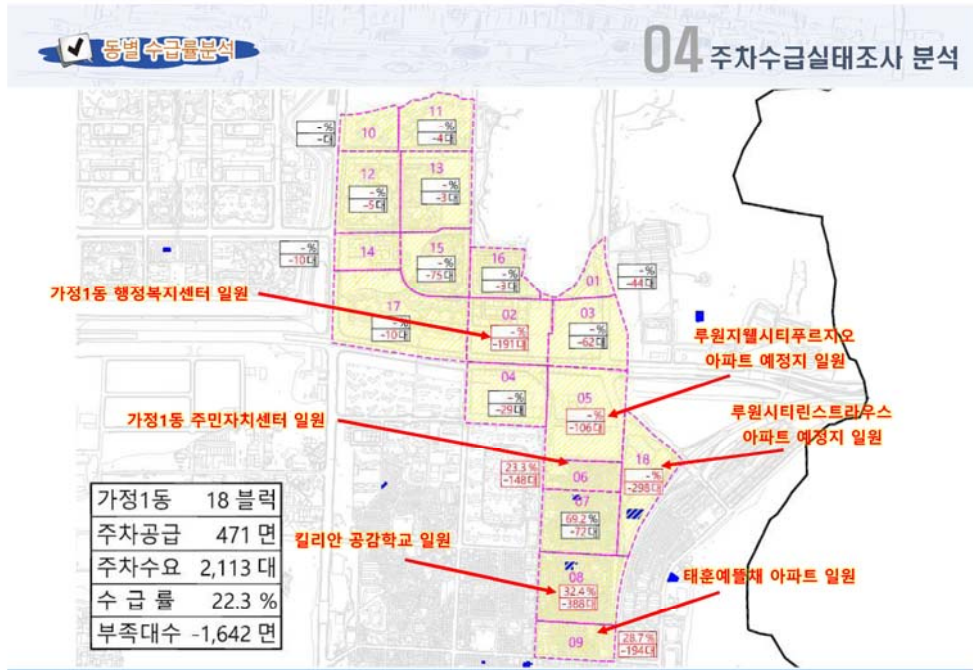 동별 수급률분석
04 주차수급실태조사 분석
11
- %
-4대
10
- %
-대
12
- %
-5대
13
- %
-3대
14
- %
-10대
15
- %
-75대
16
- %
-3대
01
- %
-44대
가정1동 행정복지센터 일원
17
- %
-10대
02
- %
-191대
03
- %
-62대
루원지웰시티푸르지오
아파트 예정지 일원
04
- %
-29대
05
- %
-106대
가정1동 주민자치센터 일원
루원시티린스트라우스
아파트 예정지 일원
18
- %
-298대
23.3 %
-148대
06
07
69.2 %
-72대
킬리안 공감학교 일원
08
32.4 %
-388대
태훈예뜰채 아파트 일원
09
28.7 %
-194대
가정1동 18 블럭
주차공급 471 면
주차수요 2,113 대
수 급 률 22.3 %
부족대수 -1,642 면